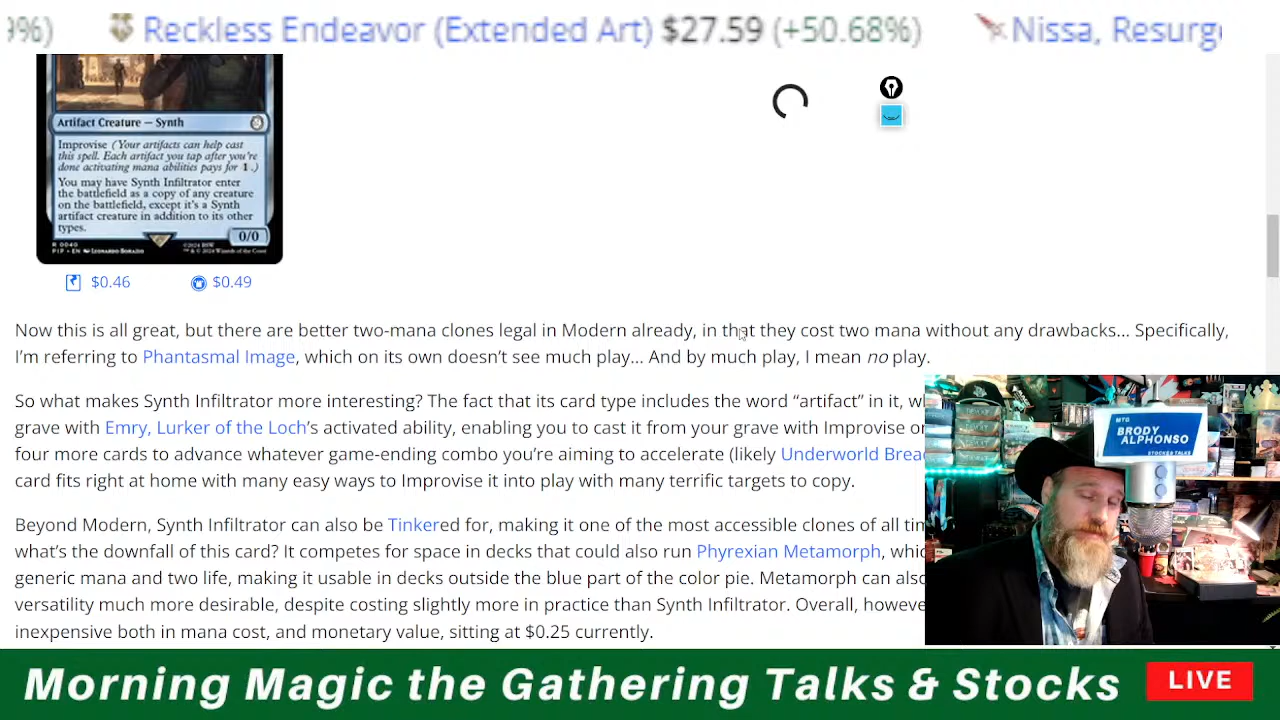 9%) Reckless Endeavor (Extended Art) $27.59 (+50.68%) Nissa, Resurg
Artifact Creature — Synth
Improvise (Your artifacts can help cast
this spell. Each artifact you tap after you're
done activating mana abilities pays for 1.)
You may have Synth Infiltrator enter
the battlefield as a copy of any creature
on the battlefield, except it's a Synth
artifact creature in addition to its other
types.
0/0
R 0040
PIP • EN LEONARDO BORAZIO
$0.46 $0.49
Now this is all great, but there are better two-mana clones legal in Modern already, in that they cost two mana without any drawbacks... Specifically,
I'm referring to Phantasmal Image, which on its own doesn't see much play... And by much play, I mean no play.
So what makes Synth Infiltrator more interesting? The fact that its card type includes the word “artifact” in it, w
grave with Emry, Lurker of the Loch's activated ability, enabling you to cast it from your grave with Improvise or
four more cards to advance whatever game-ending combo you're aiming to accelerate (likely Underworld Brea
card fits right at home with many easy ways to Improvise it into play with many terrific targets to copy.
Beyond Modern, Synth Infiltrator can also be Tinkered for, making it one of the most accessible clones of all tim
what's the downfall of this card? It competes for space in decks that could also run Phyrexian Metamorph, whic
generic mana and two life, making it usable in decks outside the blue part of the color pie. Metamorph can also
versatility much more desirable, despite costing slightly more in practice than Synth Infiltrator. Overall, howeve
inexpensive both in mana cost, and monetary value, sitting at $0.25 currently.
MTG
BRODY
ALPHONSO
STOCKS & TALKS
Morning Magic the Gathering Talks & Stocks
LIVE